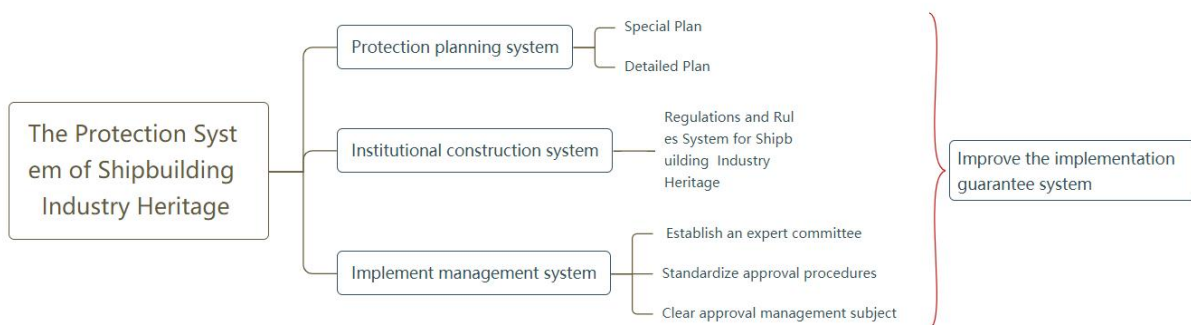 The Protection Syst
em of Shipbuilding
Industry Heritage
Protection planning system
Special Plan
Detailed Plan
Institutional construction system
Regulations and Rul
es System for Shipb
uilding Industry
Heritage
Implement management system
Establish an expert committee
Standardize approval procedures
Clear approval management subject
Improve the implementation
guarantee system